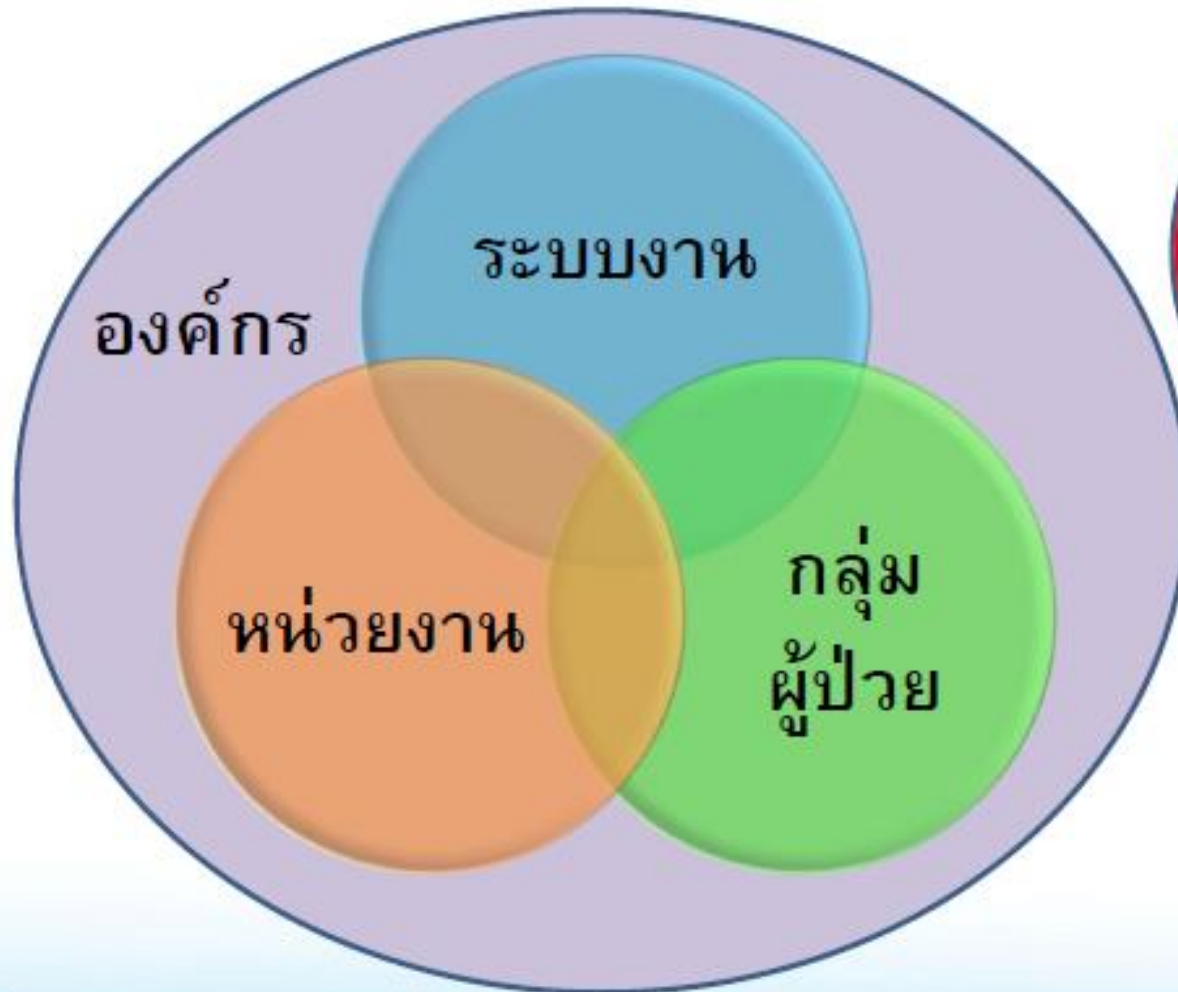 ระบบงาน
องค์กร
หน่วยงาน
กลุ่ม
ผู้ป่วย